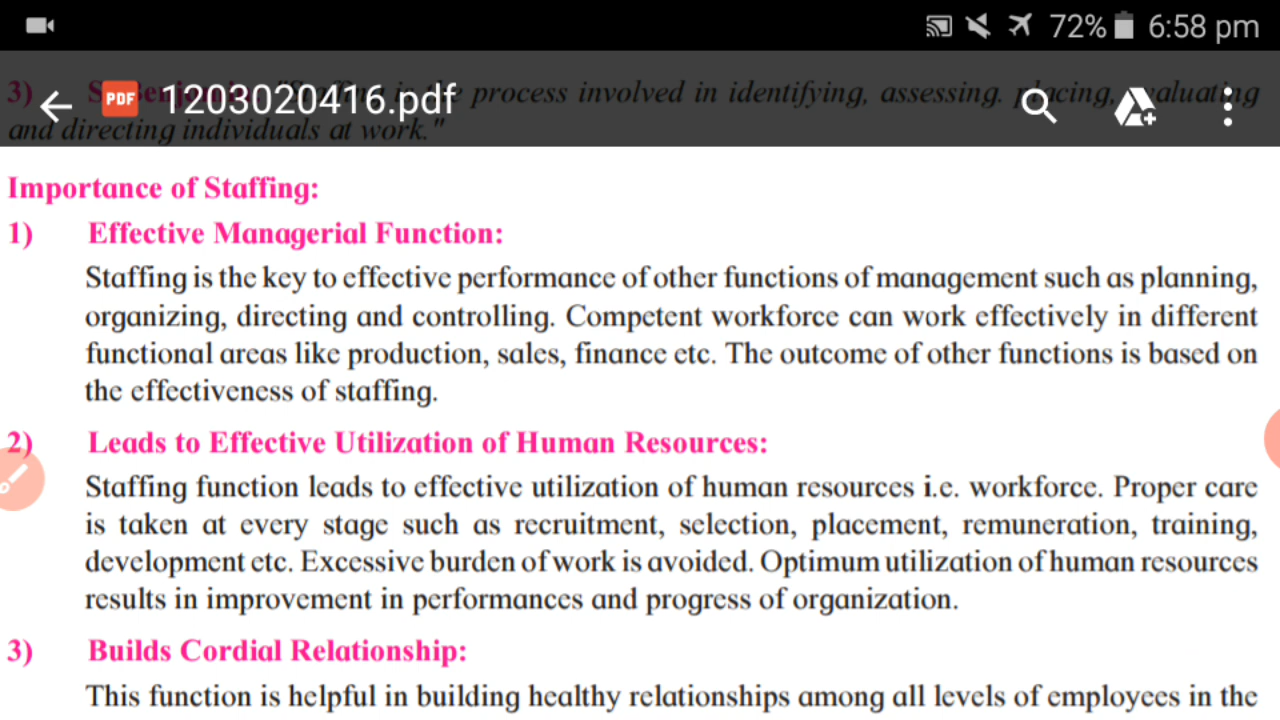 72% 6:58 pm
PDF 1203020416.pdf
3) process involved in identifying, assessing.
and directing individuals at work."
Importance of Staffing:
1) Effective Managerial Function:
Staffing is the key to effective performance of other functions of management such as planning,
organizing, directing and controlling. Competent workforce can work effectively in different
functional areas like production, sales, finance etc. The outcome of other functions is based on
the effectiveness of staffing.
2) Leads to Effective Utilization of Human Resources:
Staffing function leads to effective utilization of human resources i.e. workforce. Proper care
is taken at every stage such as recruitment, selection, placement, remuneration, training,
development etc. Excessive burden of work is avoided. Optimum utilization of human resources
results in improvement in performances and progress of organization.
3) Builds Cordial Relationship:
This function is helpful in building healthy relationships among all levels of employees in the